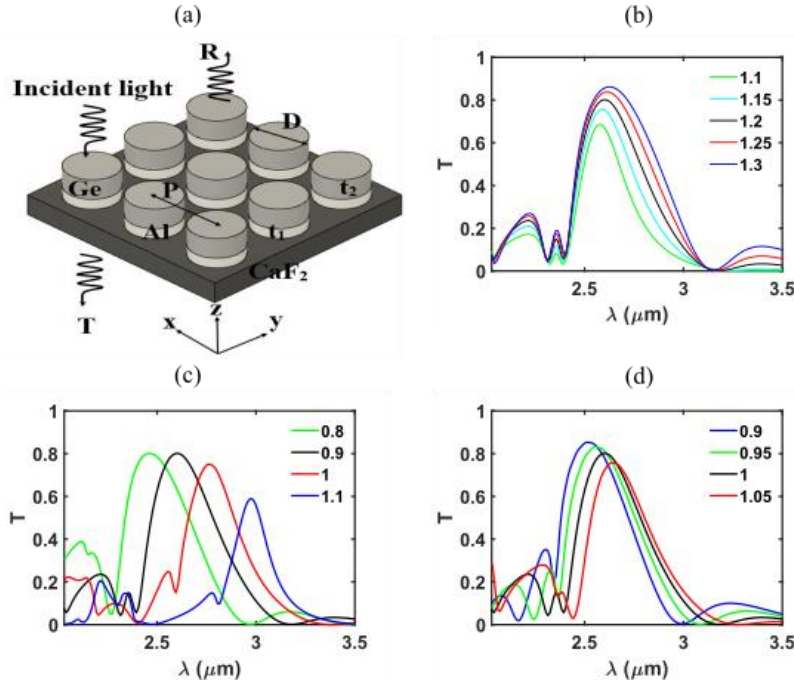 (a)
R
Incident light
D
Ge
P
t₂
Al
t₁
CaF₂
T
z
x
y
(b)
1
0.8
0.6
0.4
0.2
0
T
2.5
3
3.5
λ (μm)
1.1
1.15
1.2
1.25
1.3
(c)
1
0.8
0.6
0.4
0.2
0
T
2.5
3
3.5
λ (μm)
0.8
0.9
1
1.1
(d)
1
0.8
0.6
0.4
0.2
0
T
2.5
3
3.5
λ (μm)
0.9
0.95
1
1.05